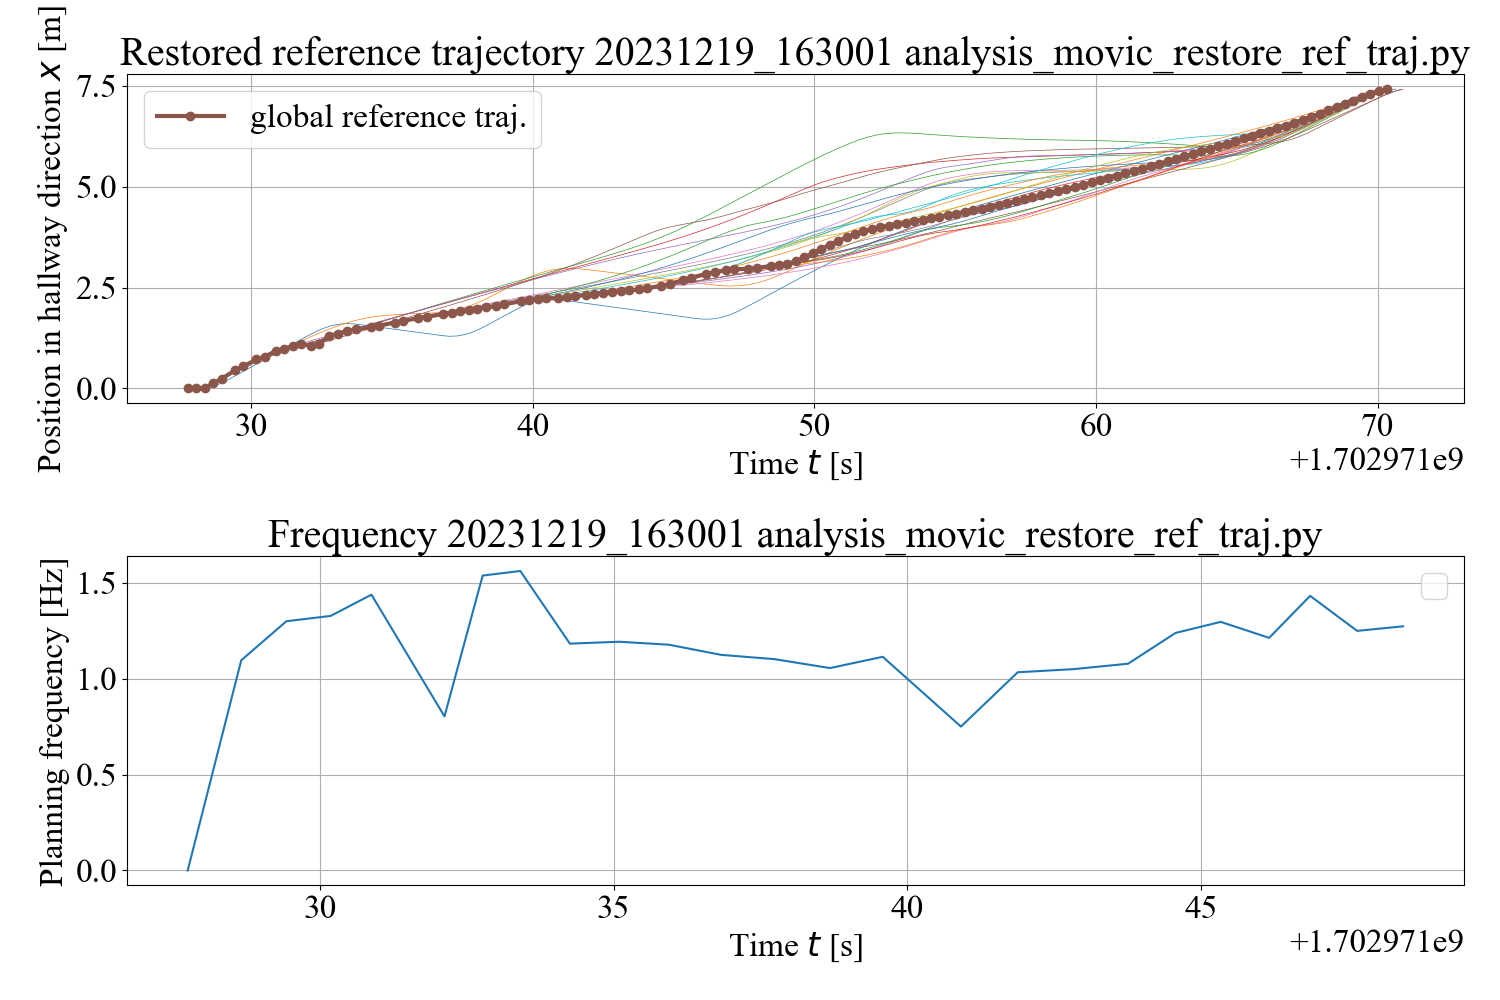 Restored reference trajectory 20231219_163001 analysis_movic_restore_ref_traj.py
Position in hallway direction x [m]
7.5
5.0
2.5
0.0
global reference traj.
30 40 50 60 70
Time t [s]
+1.702971e9
Frequency 20231219_163001 analysis_movic_restore_ref_traj.py
Planning frequency [Hz]
1.5
1.0
0.5
0.0
30 35 40 45
Time t [s]
+1.702971e9